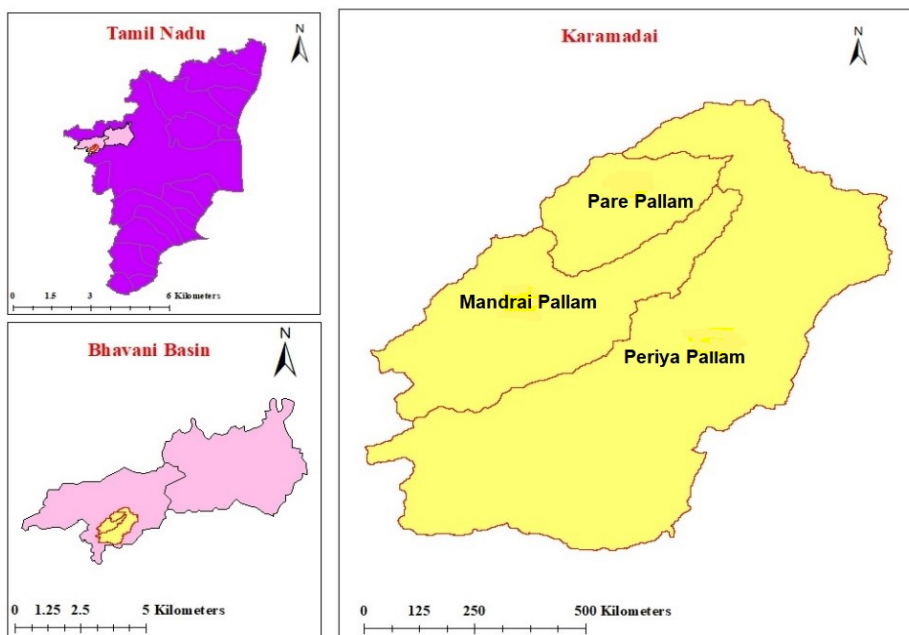 Tamil Nadu
N
0 1.5 3 6 Kilometers
Bhavani Basin
N
0 1.25 2.5 5 Kilometers
Karamadai
N
Pare Pallam
Mandrai Pallam
Periya Pallam
0 125 250 500 Kilometers